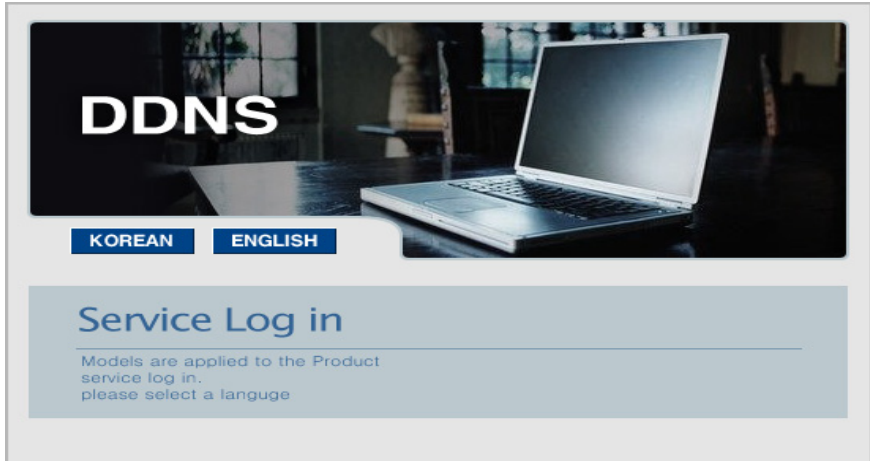 DDNS
KOREAN ENGLISH
Service Log in
Models are applied to the Product
service log in.
please select a languge